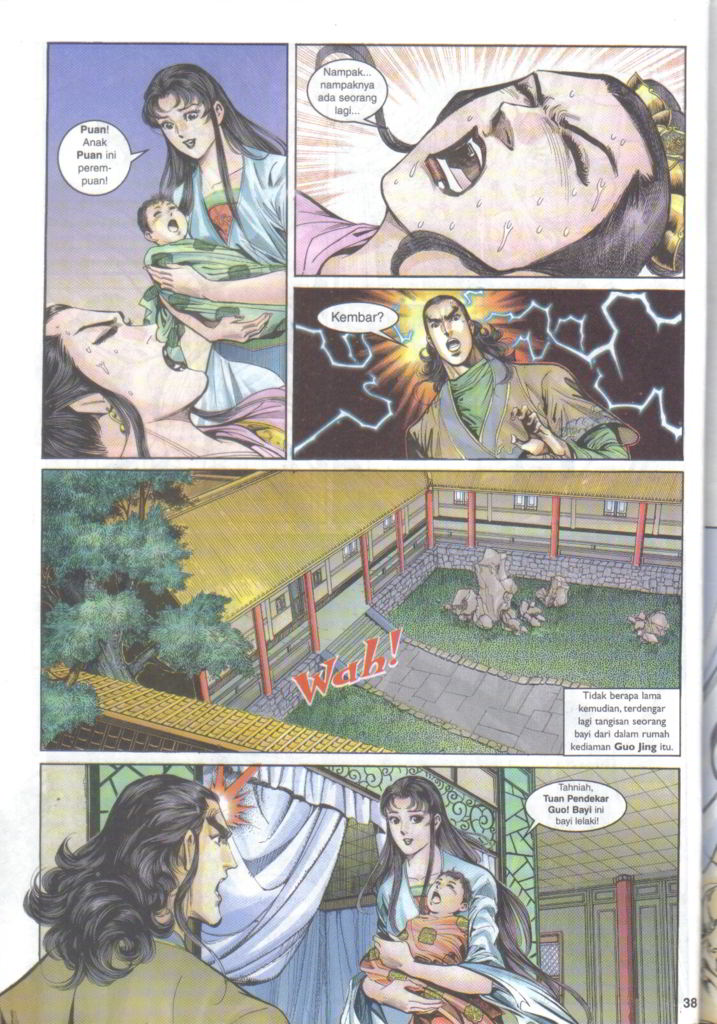 Puan!
Anak
Puan ini
perem-
puan!
Nampak...
nampaknya
ada seorang
lagi...
Kembar?
Wah!
Tidak berapa lama
kemudian, terdengar
lagi tangisan seorang
bayi dari dalam rumah
kediaman Guo Jing itu.
Tahniah,
Tuan Pendekar
Guo! Bayi ini
bayi lelaki!
38